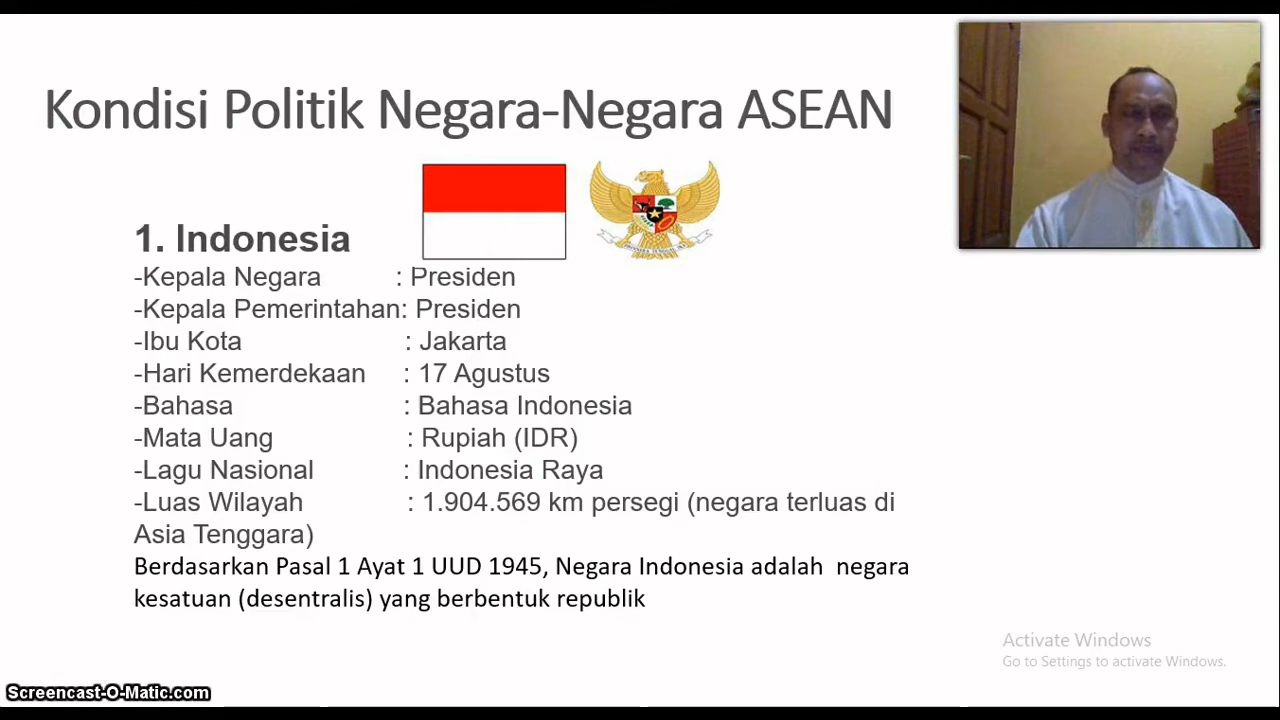 Kondisi Politik Negara-Negara ASEAN
1. Indonesia
-Kepala Negara : Presiden
-Kepala Pemerintahan: Presiden
-Ibu Kota : Jakarta
-Hari Kemerdekaan : 17 Agustus
-Bahasa : Bahasa Indonesia
-Mata Uang : Rupiah (IDR)
-Lagu Nasional : Indonesia Raya
-Luas Wilayah : 1.904.569 km persegi (negara terluas di
Asia Tenggara)
Berdasarkan Pasal 1 Ayat 1 UUD 1945, Negara Indonesia adalah negara
kesatuan (desentralis) yang berbentuk republik
Activate Windows
Go to Settings to activate Windows.
Screencast-O-Matic.com